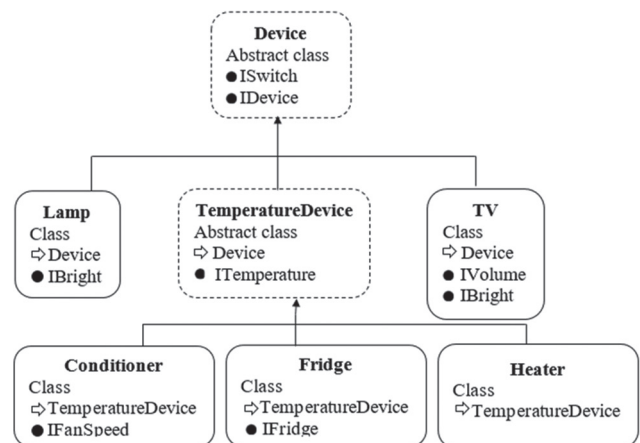 Device
Abstract class
●ISwitch
●IDevice
Lamp
Class
⇨Device
●IBright
TemperatureDevice
Abstract class
⇨Device
● ITemperature
TV
Class
⇨Device
●IVolume
●IBright
Conditioner
Class
⇨TemperatureDevice
●IFanSpeed
Fridge
Class
⇨TemperatureDevice
● IFridge
Heater
Class
⇨TemperatureDevice